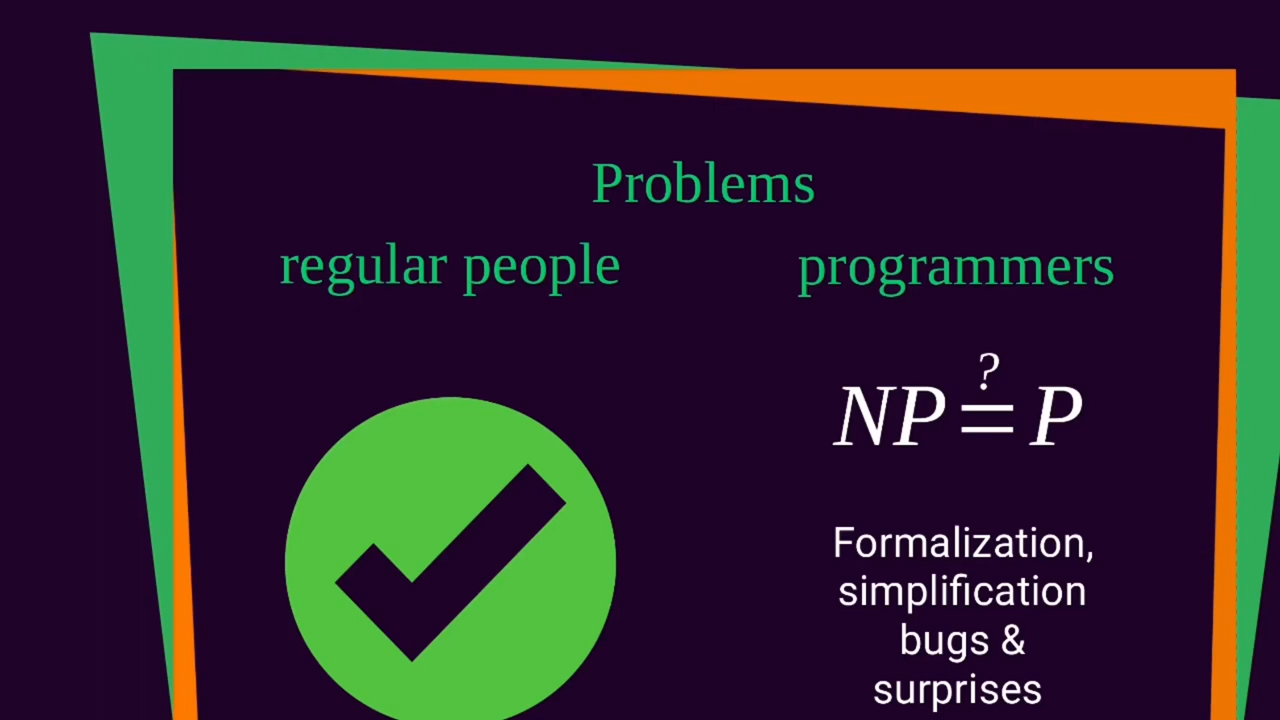 Problems
regular people
programmers
?
NP = P
Formalization,
simplification
bugs &
surprises